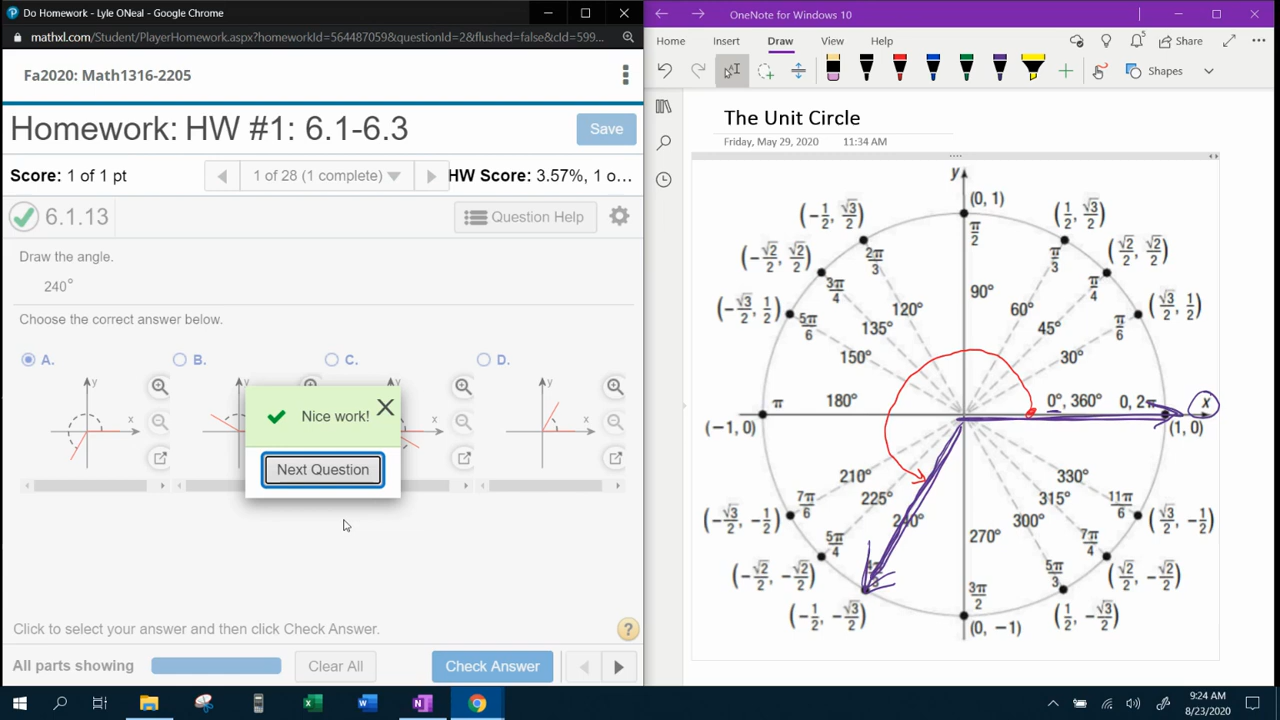 Do Homework - Lyle ONeal - Google Chrome
mathxl.com/Student/PlayerHomework.aspx?homeworkId=564487059&questionId=2&flushed=false&cId=599...
Fa2020: Math1316-2205
Homework: HW #1: 6.1-6.3
Save
Score: 1 of 1 pt
1 of 28 (1 complete)
HW Score: 3.57%, 1 o...
6.1.13
Question Help
Draw the angle.
240°
Choose the correct answer below.
A.
B.
C.
D.
y
x
y
y
x
y
x
Nice work!
Next Question
Click to select your answer and then click Check Answer.
?
All parts showing
Clear All
Check Answer
OneNote for Windows 10
Home
Insert
Draw
View
Help
Share
Shapes
The Unit Circle
Friday, May 29, 2020
11:34 AM
y
(0, 1)
(-1/2, √3/2)
π/2
(1/2, √3/2)
(-√2/2, √2/2)
2π/3
π/3
(√2/2, √2/2)
3π/4
90°
π/4
(-√3/2, 1/2)
5π/6
120°
60°
π/6
(√3/2, 1/2)
135°
45°
150°
30°
π
180°
0°, 360°
0, 2π
x
(-1, 0)
(1, 0)
210°
330°
7π/6
225°
315°
11π/6
(-√3/2, -1/2)
240°
300°
(√3/2, -1/2)
5π/4
270°
7π/4
(-√2/2, -√2/2)
5π/3
(√2/2, -√2/2)
3π/2
(-1/2, -√3/2)
(0, -1)
(1/2, -√3/2)
9:24 AM
8/23/2020